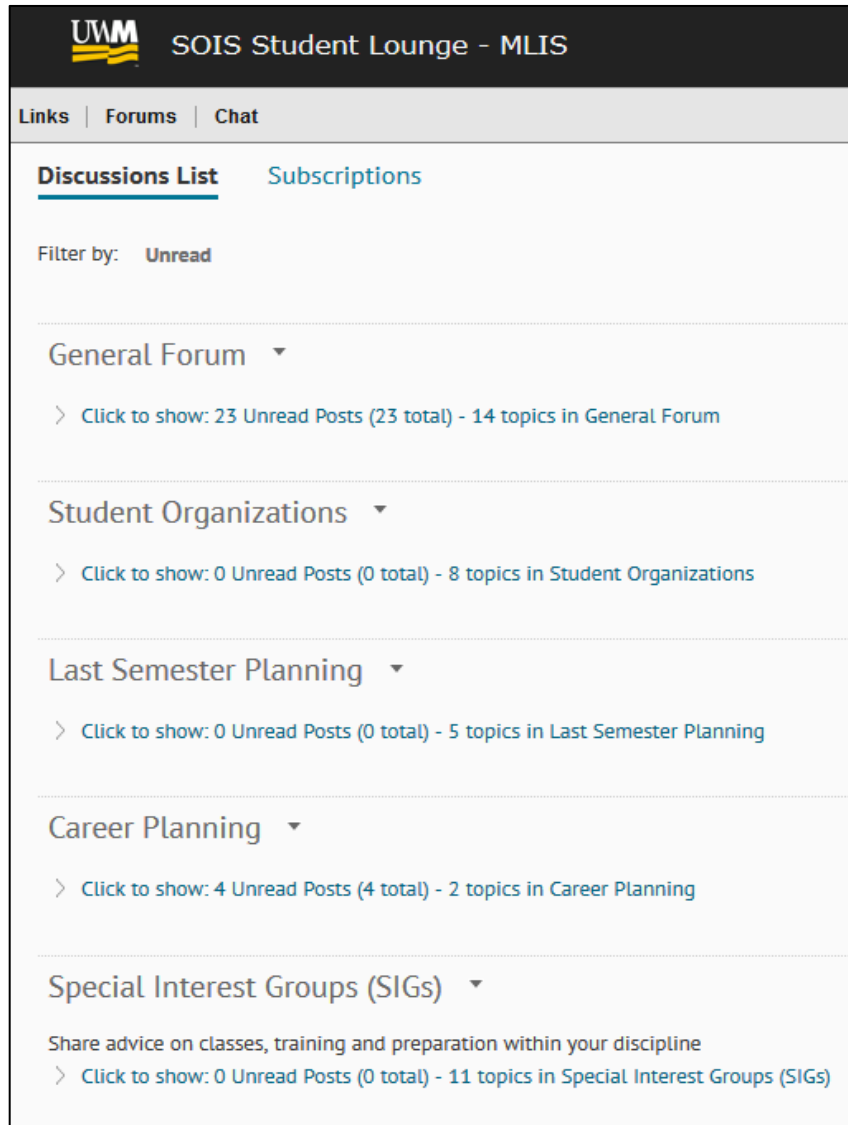 UWM SOIS Student Lounge - MLIS
Links | Forums | Chat
Discussions List Subscriptions
Filter by: Unread
General Forum
Click to show: 23 Unread Posts (23 total) - 14 topics in General Forum
Student Organizations
Click to show: 0 Unread Posts (0 total) - 8 topics in Student Organizations
Last Semester Planning
Click to show: 0 Unread Posts (0 total) - 5 topics in Last Semester Planning
Career Planning
Click to show: 4 Unread Posts (4 total) - 2 topics in Career Planning
Special Interest Groups (SIGs)
Share advice on classes, training and preparation within your discipline
Click to show: 0 Unread Posts (0 total) - 11 topics in Special Interest Groups (SIGs)